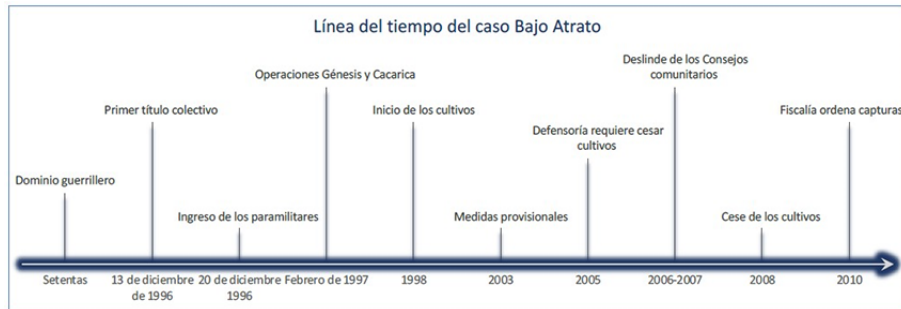 Línea del tiempo del caso Bajo Atrato
Operaciones Génesis y Cacarica
Deslinde de los Consejos
comunitarios
Primer título colectivo
Inicio de los cultivos
Fiscalía ordena capturas
Defensoría requiere cesar
cultivos
Dominio guerrillero
Ingreso de los paramilitares
Medidas provisionales
Cese de los cultivos
Setentas
13 de diciembre
de 1996
20 de diciembre
1996
Febrero de 1997
1998
2003
2005
2006-2007
2008
2010